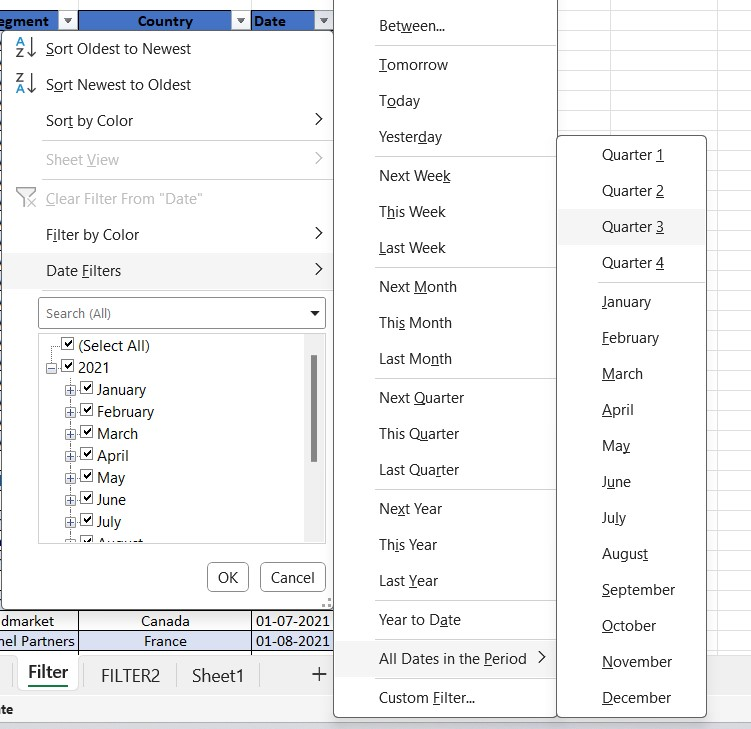 egment Country Date
Sort Oldest to Newest
Sort Newest to Oldest
Sort by Color
Sheet View
Clear Filter From "Date"
Filter by Color
Date Filters
Search (All)
(Select All)
2021
January
February
March
April
May
June
July
August
OK Cancel
dmarket Canada 01-07-2021
nel Partners France 01-08-2021
Filter FILTER2 Sheet1 +
te
Between...
Tomorrow
Today
Yesterday
Next Week
This Week
Last Week
Next Month
This Month
Last Month
Next Quarter
This Quarter
Last Quarter
Next Year
This Year
Last Year
Year to Date
All Dates in the Period
Custom Filter...
Quarter 1
Quarter 2
Quarter 3
Quarter 4
January
February
March
April
May
June
July
August
September
October
November
December